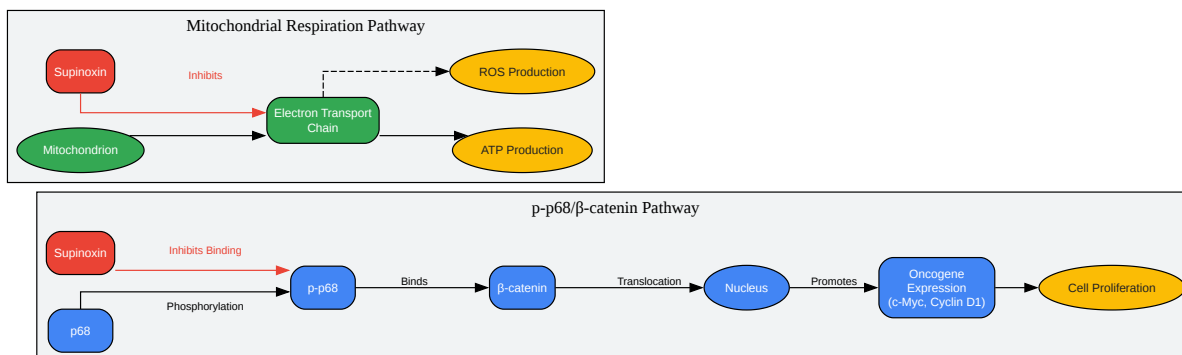 Mitochondrial Respiration Pathway
Supinoxin
Inhibits
ROS Production
Electron Transport
Chain
Mitochondrion
ATP Production
p-p68/β-catenin Pathway
Supinoxin
Inhibits Binding
p-p68
Binds
β-catenin
Translocation
Nucleus
Promotes
Oncogene
Expression
(c-Myc, Cyclin D1)
Cell Proliferation
Phosphorylation
p68